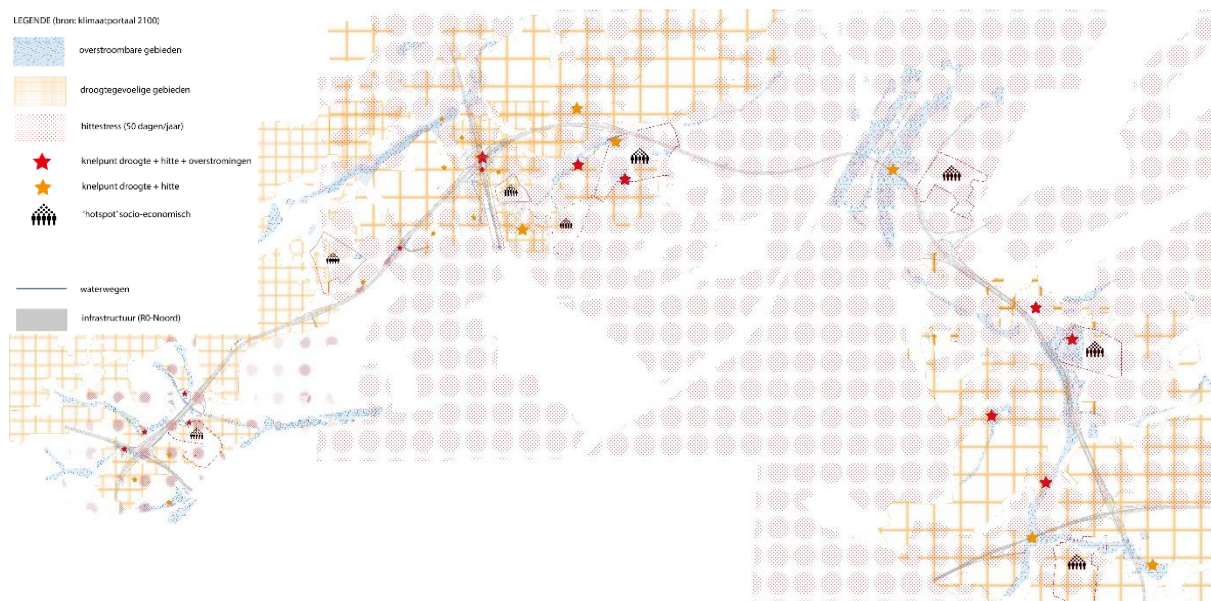 LEGENDE (bron: klimaatportaal 2100)
overstroombare gebieden
droogtegevoelige gebieden
hittestress (50 dagen/jaar)
knelpunt droogte + hitte + overstromingen
knelpunt droogte + hitte
'hotspot' socio-economisch
waterwegen
infrastructuur (R0-Noord)